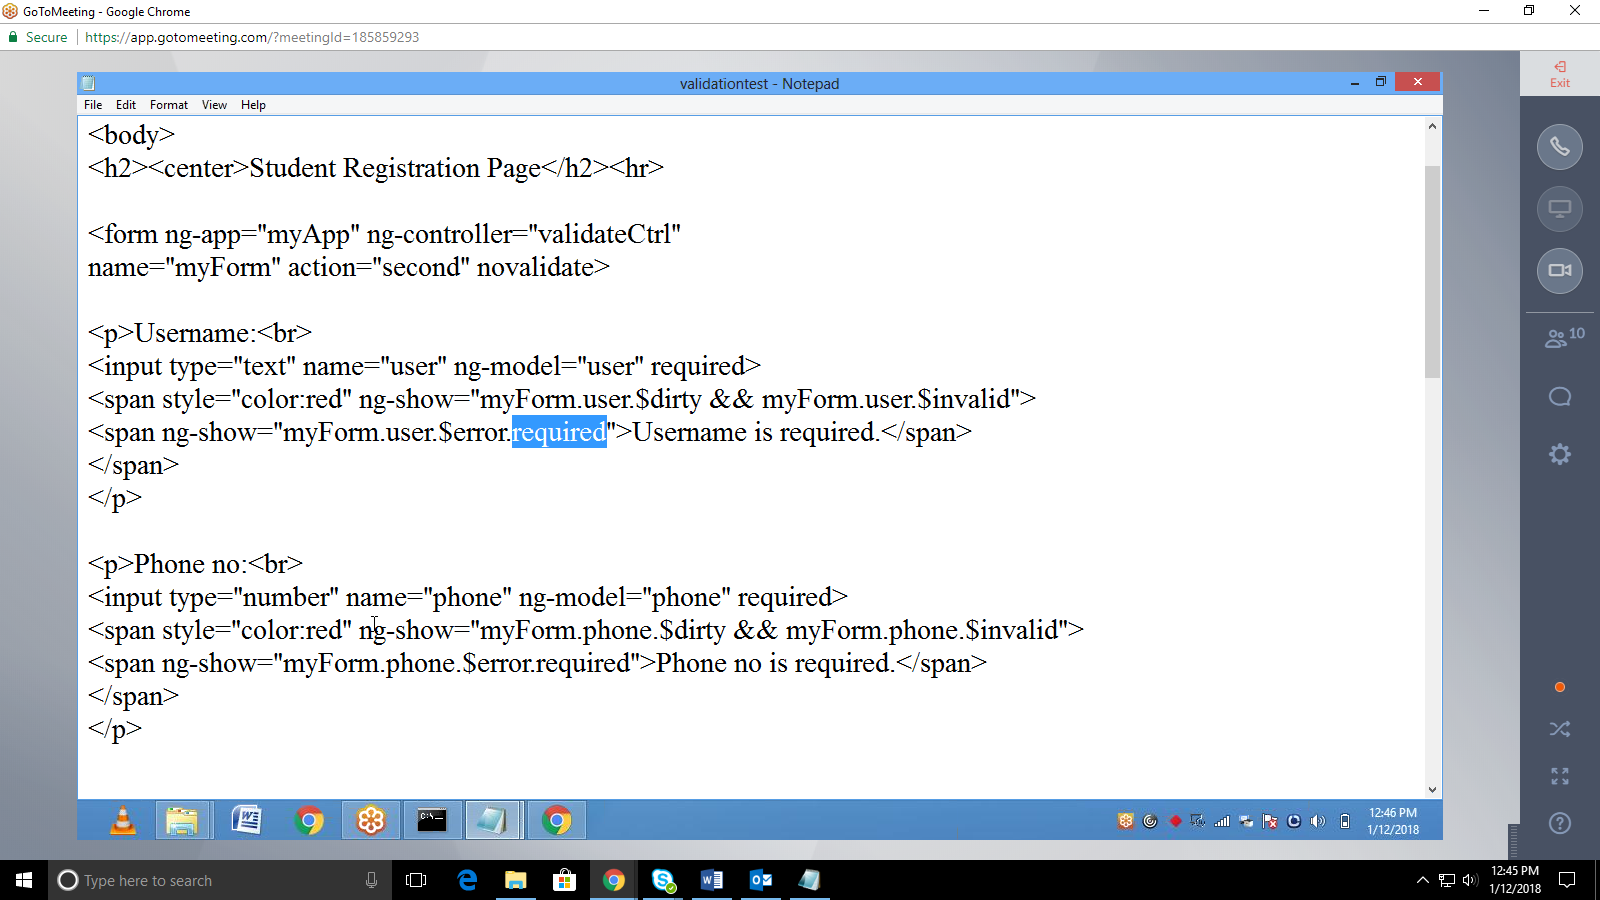 GoToMeeting - Google Chrome
Secure
https://app.gotomeeting.com/?meetingId=185859293
Exit
validationtest - Notepad
File Edit Format View Help
<body>
<h2><center>Student Registration Page</h2><hr>
<form ng-app="myApp" ng-controller="validateCtrl"
name="myForm" action="second" novalidate>
<p>Username:<br>
<input type="text" name="user" ng-model="user" required>
<span style="color:red" ng-show="myForm.user.$dirty && myForm.user.$invalid">
<span ng-show="myForm.user.$error.required">Username is required.</span>
</span>
</p>
<p>Phone no:<br>
<input type="number" name="phone" ng-model="phone" required>
<span style="color:red" ng-show="myForm.phone.$dirty && myForm.phone.$invalid">
<span ng-show="myForm.phone.$error.required">Phone no is required.</span>
</span>
</p>
10
12:46 PM
1/12/2018
Type here to search
12:45 PM
1/12/2018